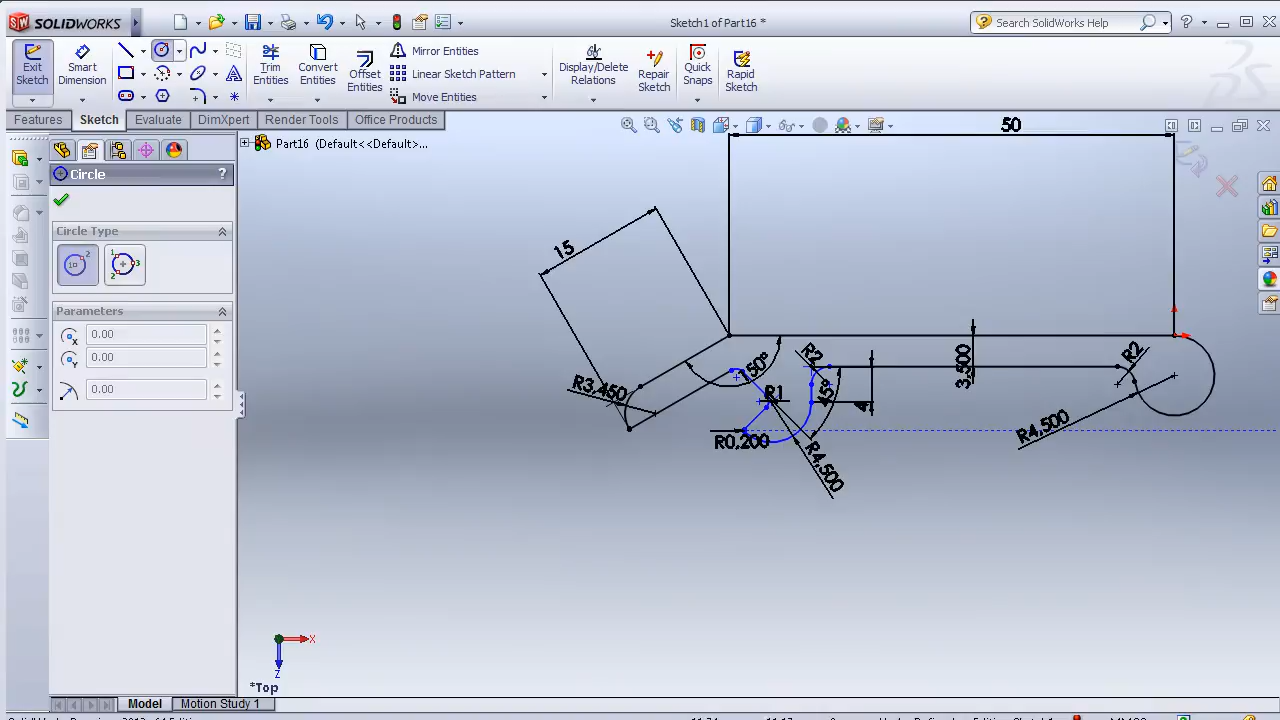 SOLIDWORKS
Sketch1 of Part16 *
Search SolidWorks Help
Exit Sketch
Smart Dimension
Trim Entities
Convert Entities
Offset Entities
Mirror Entities
Linear Sketch Pattern
Move Entities
Display/Delete Relations
Repair Sketch
Quick Snaps
Rapid Sketch
Features
Sketch
Evaluate
DimXpert
Render Tools
Office Products
Part16 (Default<<Default>...
Circle
?
Circle Type
Parameters
0.00
0.00
0.00
50
15
150°
R3,450
R2
45°
4
R1
R0,200
R4,500
3,500
R2
R4,500
X
Z
*Top
Model
Motion Study 1